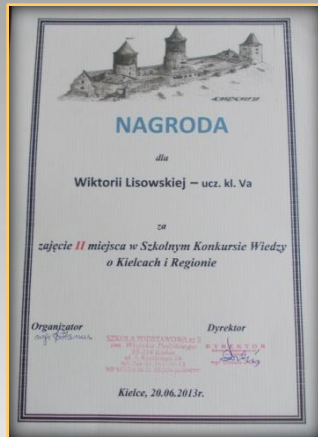 NAGRODA
dla
Wiktorii Lisowskiej – ucz. kl. Va
za
zajęcie II miejsca w Szkolnym Konkursie Wiedzy
o Kielcach i Regionie
Organizator
Dyrektor
SZKOŁA PODSTAWOWA nr
DYREKTOR
Kielce, 20.06.2013r.